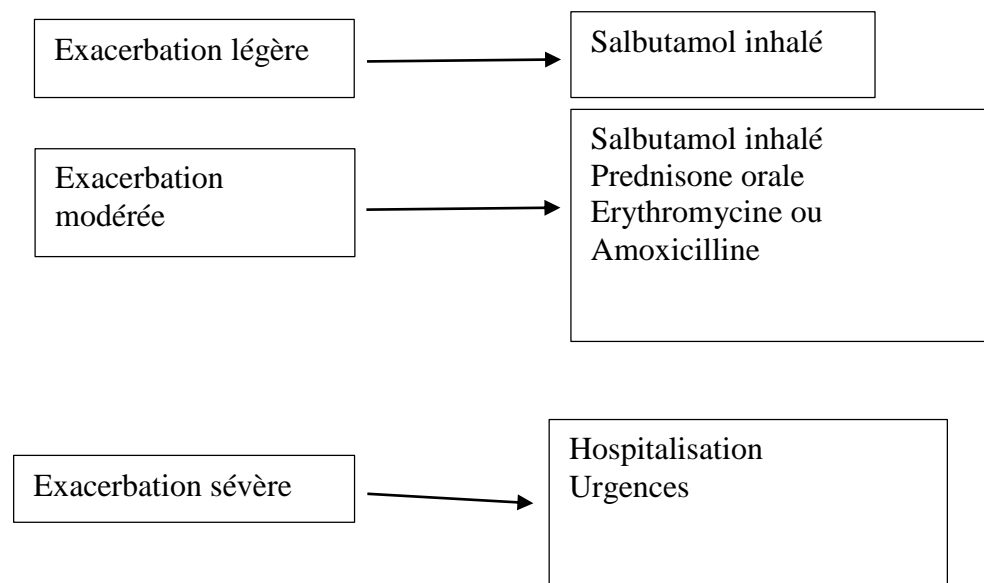 Exacerbation légère
Salbutamol inhalé
Exacerbation
modérée
Salbutamol inhalé
Prednisone orale
Erythromycine ou
Amoxicilline
Exacerbation sévère
Hospitalisation
Urgences